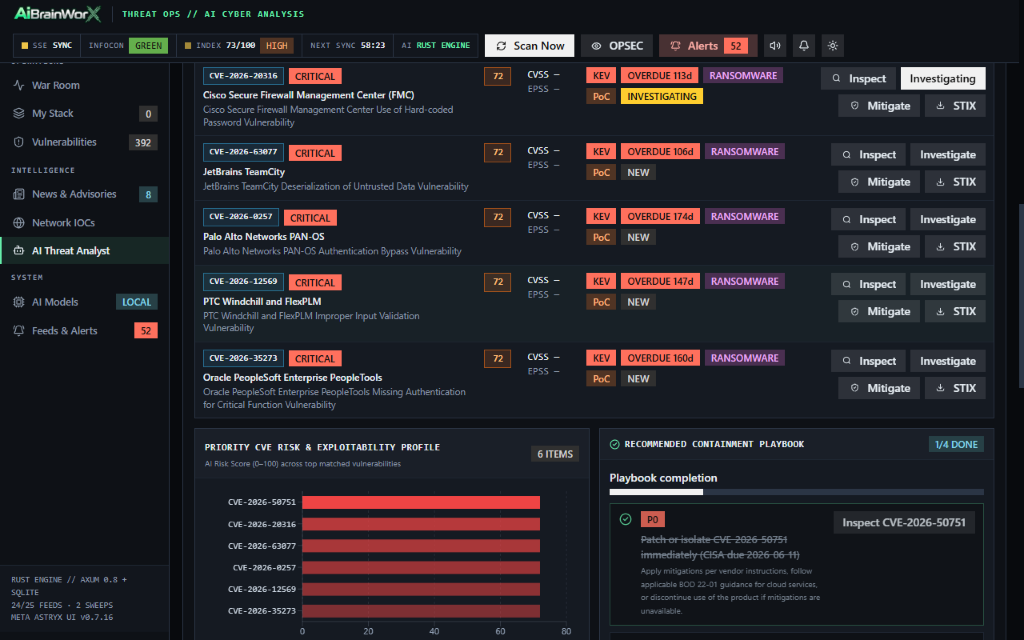 AiBrainWorX
THREAT OPS // AI CYBER ANALYSIS
SSE SYNC
INFOCON GREEN
INDEX 73/100 HIGH
NEXT SYNC 58:23
AI RUST ENGINE
Scan Now
OPSEC
Alerts 52
War Room
My Stack 0
Vulnerabilities 392
INTELLIGENCE
News & Advisories 8
Network IOCs
AI Threat Analyst
SYSTEM
AI Models LOCAL
Feeds & Alerts 52
RUST ENGINE // AXUM 0.8 +
SQLITE
24/25 FEEDS · 2 SWEEPS
META ASTRYX UI v0.7.16
CVE-2026-20316 CRITICAL
Cisco Secure Firewall Management Center (FMC)
Cisco Secure Firewall Management Center Use of Hard-coded
Password Vulnerability
72
CVSS —
EPSS —
KEV OVERDUE 113d RANSOMWARE
PoC INVESTIGATING
Inspect Investigating
Mitigate STIX
CVE-2026-63077 CRITICAL
JetBrains TeamCity
JetBrains TeamCity Deserialization of Untrusted Data Vulnerability
72
CVSS —
EPSS —
KEV OVERDUE 106d RANSOMWARE
PoC NEW
Inspect Investigate
Mitigate STIX
CVE-2026-0257 CRITICAL
Palo Alto Networks PAN-OS
Palo Alto Networks PAN-OS Authentication Bypass Vulnerability
72
CVSS —
EPSS —
KEV OVERDUE 174d RANSOMWARE
PoC NEW
Inspect Investigate
Mitigate STIX
CVE-2026-12569 CRITICAL
PTC Windchill and FlexPLM
PTC Windchill and FlexPLM Improper Input Validation
Vulnerability
72
CVSS —
EPSS —
KEV OVERDUE 147d RANSOMWARE
PoC NEW
Inspect Investigate
Mitigate STIX
CVE-2026-35273 CRITICAL
Oracle PeopleSoft Enterprise PeopleTools
Oracle PeopleSoft Enterprise PeopleTools Missing Authentication
for Critical Function Vulnerability
72
CVSS —
EPSS —
KEV OVERDUE 160d RANSOMWARE
PoC NEW
Inspect Investigate
Mitigate STIX
PRIORITY CVE RISK & EXPLOITABILITY PROFILE
AI Risk Score (0–100) across top matched vulnerabilities
6 ITEMS
CVE-2026-50751
CVE-2026-20316
CVE-2026-63077
CVE-2026-0257
CVE-2026-12569
CVE-2026-35273
0 20 40 60 80
RECOMMENDED CONTAINMENT PLAYBOOK
1/4 DONE
Playbook completion
P0
Inspect CVE-2026-50751
Patch or isolate CVE-2026-50751
immediately (CISA due 2026-06-11)
Apply mitigations per vendor instructions, follow
applicable BOD 22-01 guidance for cloud services,
or discontinue use of the product if mitigations are
unavailable.